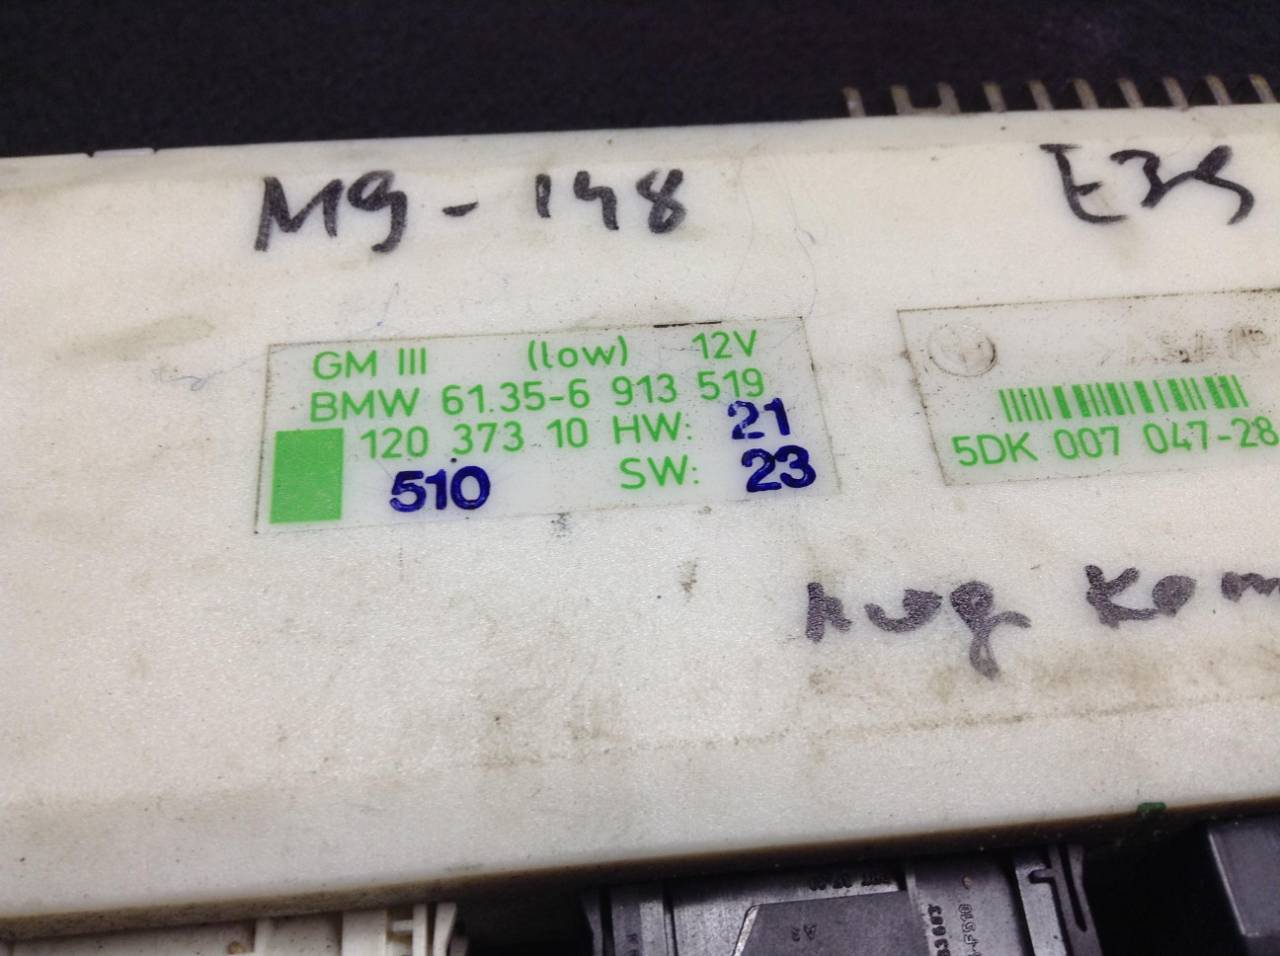 M9-148
E39
GM III (low) 12V
BMW 61.35-6 913 519
120 373 10 HW: 21
510 SW: 23
5DK 007 047-28